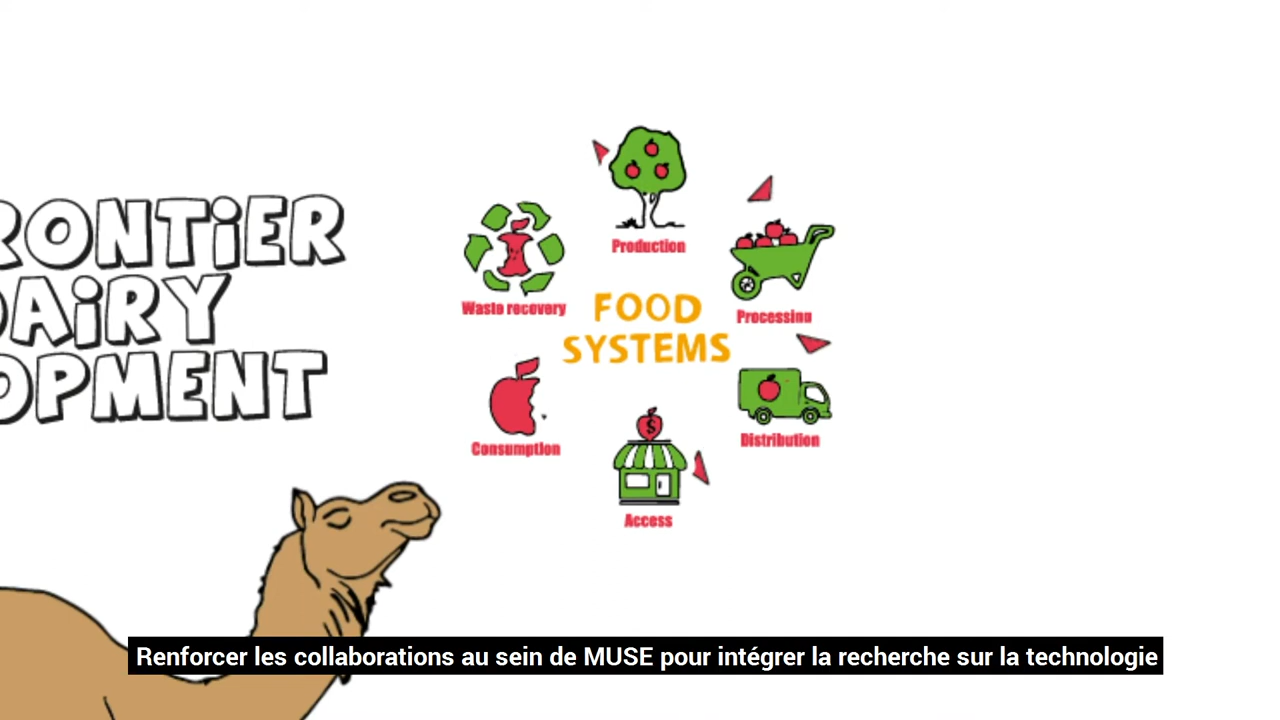 RONTiER
DAiRY
OPMENT
Production
Waste recovery
Processing
FOOD
SYSTEMS
Consumption
Distribution
$
Access
Renforcer les collaborations au sein de MUSE pour intégrer la recherche sur la technologie